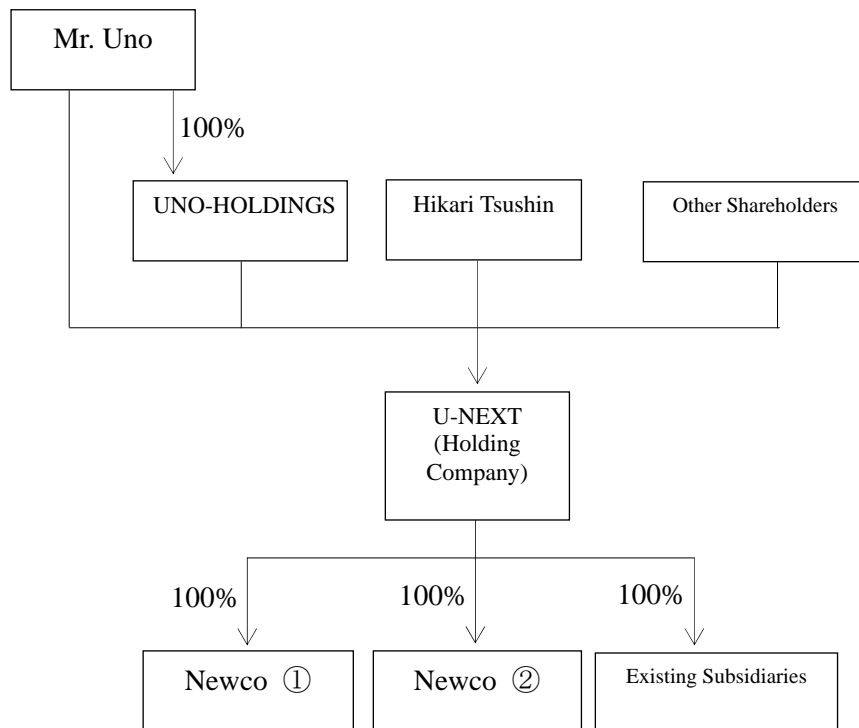 Mr. Uno
100%
UNO-HOLDINGS
Hikari Tsushin
Other Shareholders
U-NEXT
(Holding
Company)
100%
100%
100%
Newco ①
Newco ②
Existing Subsidiaries